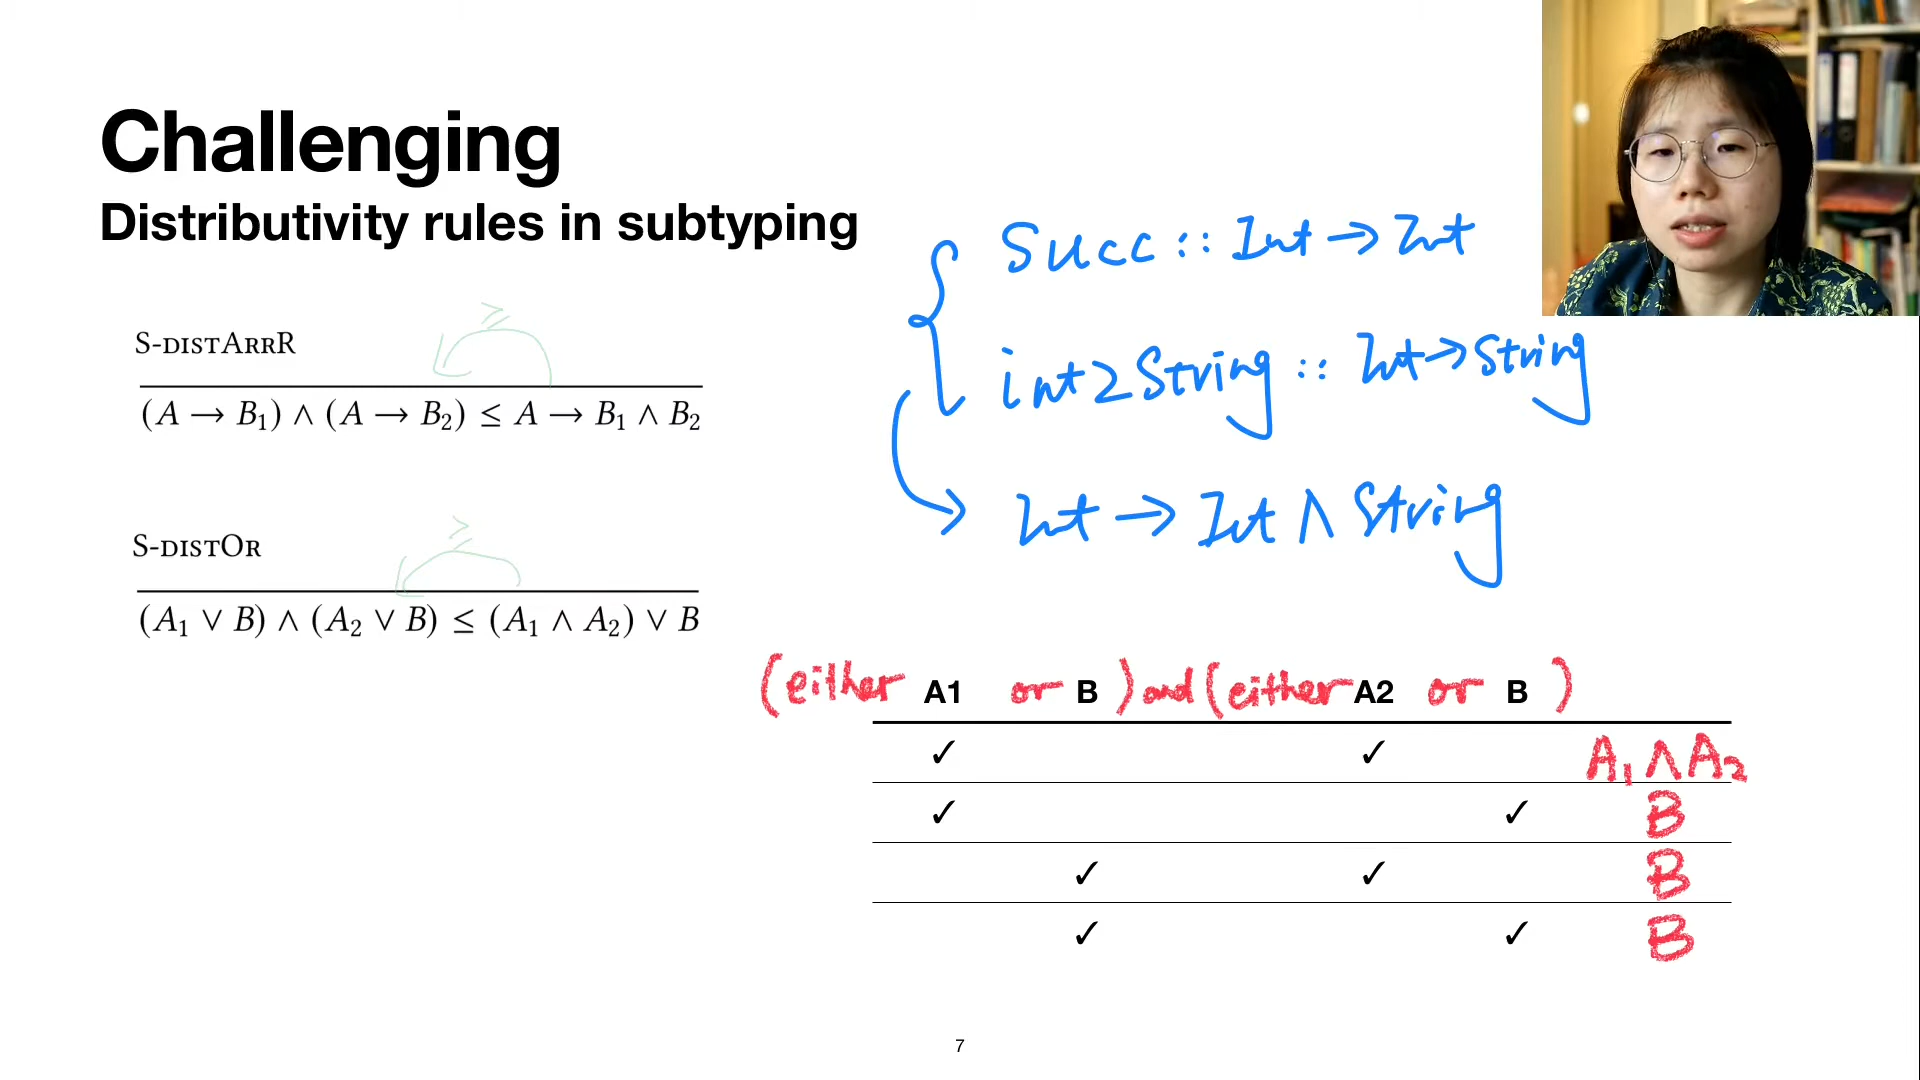 Challenging
Distributivity rules in subtyping
S-DISTARRR
≥
(A → B₁) ∧ (A → B₂) ≤ A → B₁ ∧ B₂
S-DISTOR
≥
(A₁ ∨ B) ∧ (A₂ ∨ B) ≤ (A₁ ∧ A₂) ∨ B
Succ :: Int → Int
int2String :: Int → String
Int → Int ∧ String
(either A1 or B ) and (either A2 or B )
✓ ✓ A₁ ∧ A₂
✓ ✓ B
✓ ✓ B
✓ ✓ B
7